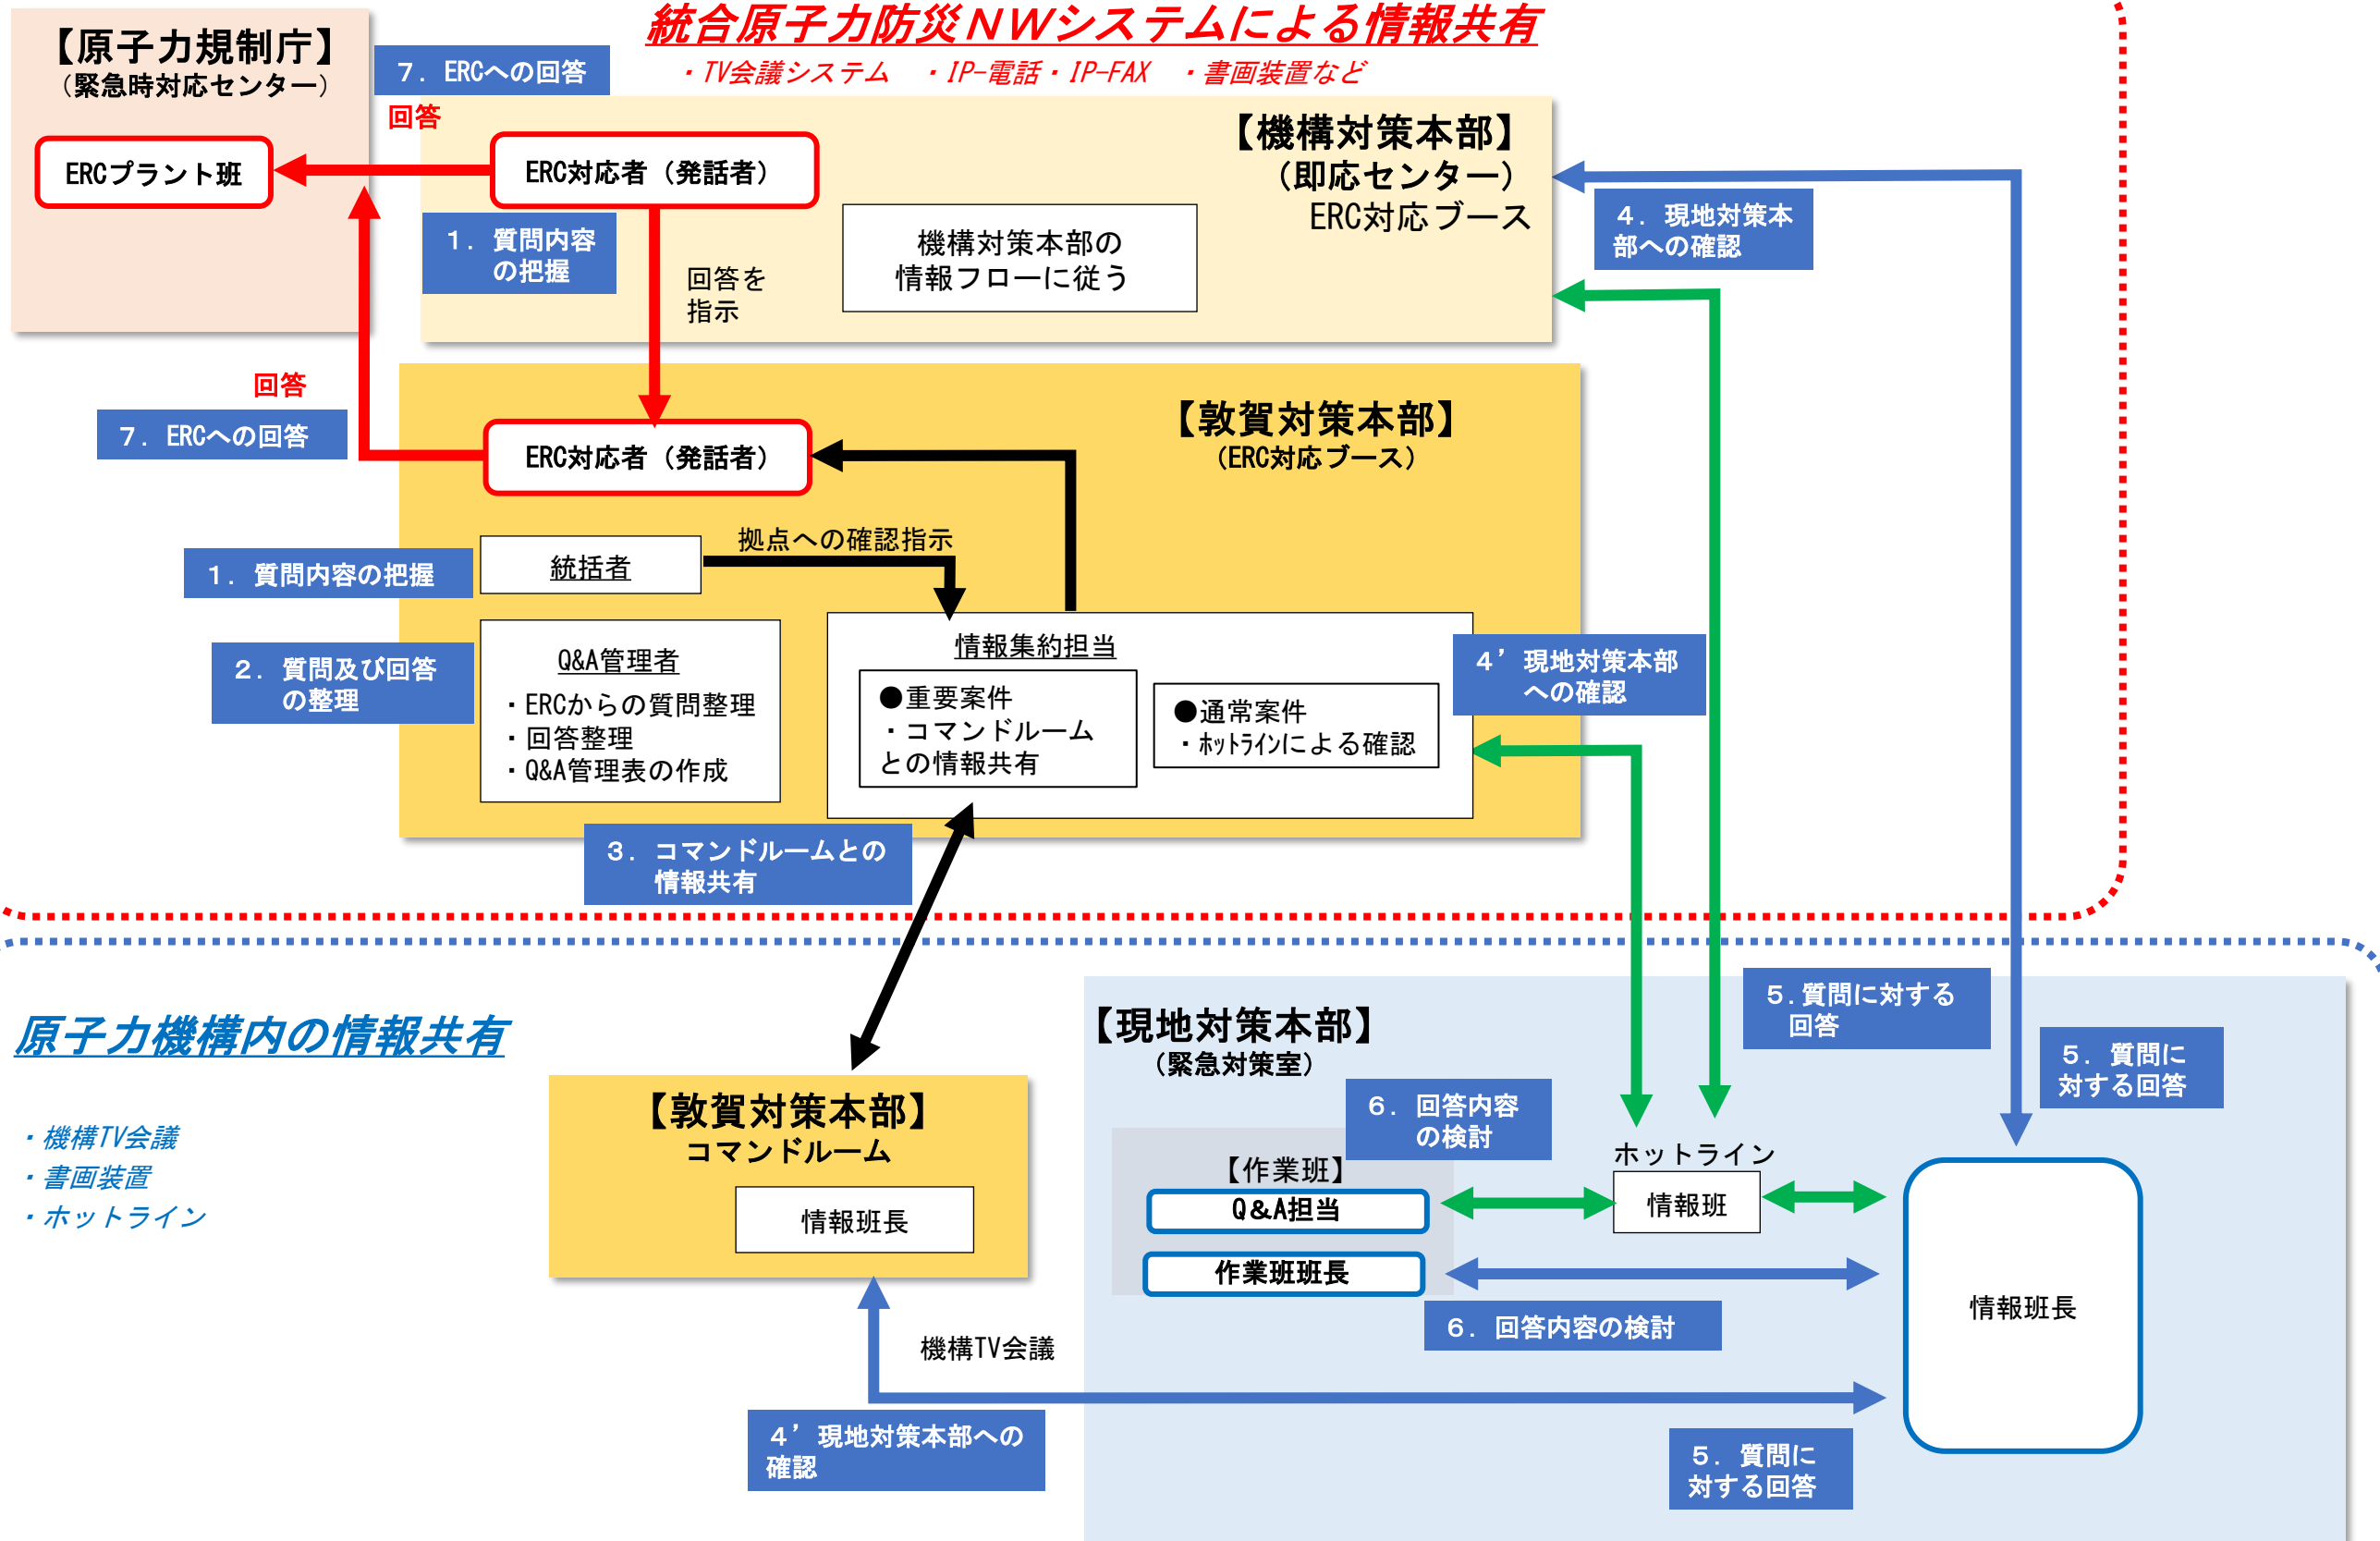 統合原子力防災ＮＷシステムによる情報共有
・TV会議システム　・IP-電話・IP-FAX　・書画装置など
【原子力規制庁】
（緊急時対応センター）
ERCプラント班
７．ERCへの回答
回答
ERC対応者（発話者）
【機構対策本部】
（即応センター）
ERC対応ブース
１．質問内容
の把握
回答を
指示
機構対策本部の
情報フローに従う
４．現地対策本
部への確認
回答
７．ERCへの回答
【敦賀対策本部】
（ERC対応ブース）
ERC対応者（発話者）
１．質問内容の把握
統括者
拠点への確認指示
２．質問及び回答
の整理
Q&A管理者
・ERCからの質問整理
・回答整理
・Q&A管理表の作成
情報集約担当
●重要案件
・コマンドルーム
との情報共有
●通常案件
・ﾎｯﾄﾗｲﾝによる確認
４’現地対策本部
への確認
３．コマンドルームとの
情報共有
原子力機構内の情報共有
・機構TV会議
・書画装置
・ホットライン
【敦賀対策本部】
コマンドルーム
情報班長
機構TV会議
４’現地対策本部への
確認
【現地対策本部】
（緊急対策室）
５.質問に対する
回答
５．質問に
対する回答
６．回答内容
の検討
【作業班】
Q＆A担当
作業班班長
ホットライン
情報班
６．回答内容の検討
情報班長
５．質問に
対する回答